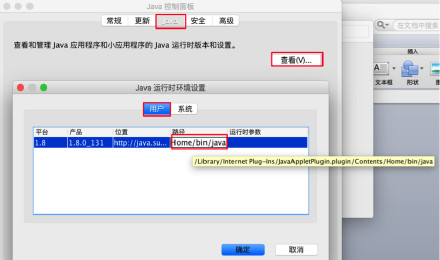 Java 控制面板
常规 更新 Java 安全 高级
在文档中搜索
查看和管理 Java 应用程序和小应用程序的 Java 运行时版本和设置。
查看(V)...
插入
文本框 形状
Java 运行时环境设置
用户 系统
平台 产品 位置 路径 运行时参数
1.8 1.8.0_131 http://java.su... Home/bin/java
/Library/Internet Plug-Ins/JavaAppletPlugin.plugin/Contents/Home/bin/java
确定 取消